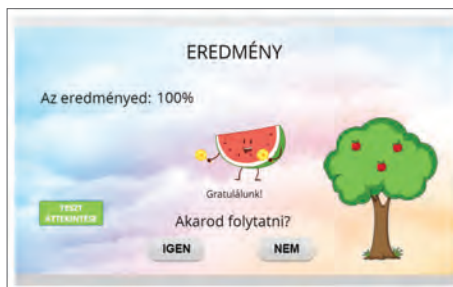 EREDMÉNY
Az eredményed: 100%
Gratulálunk!
TESZT
ÁTTEKINTÉSE
Akarod folytatni?
IGEN
NEM